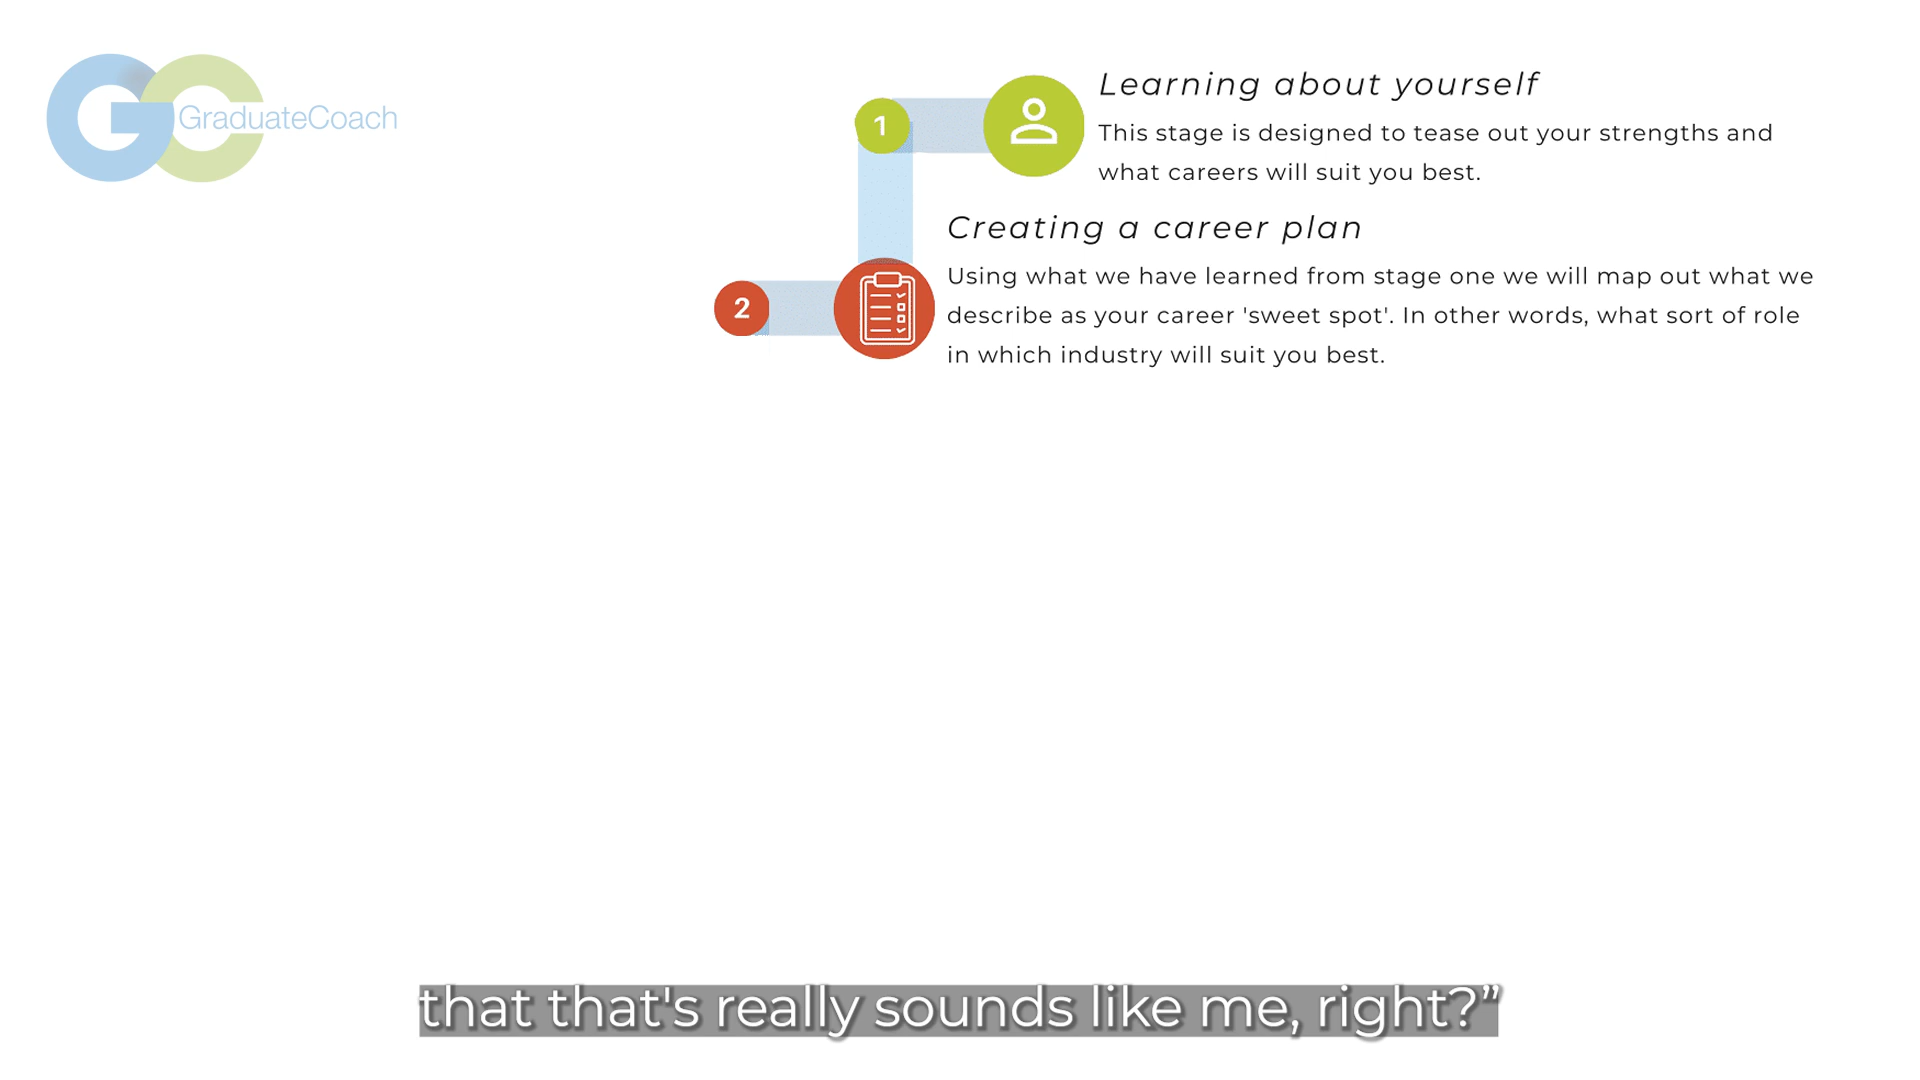 GC
GraduateCoach
1
Learning about yourself
This stage is designed to tease out your strengths and
what careers will suit you best.
2
Creating a career plan
Using what we have learned from stage one we will map out what we
describe as your career 'sweet spot'. In other words, what sort of role
in which industry will suit you best.
that that's really sounds like me, right?”